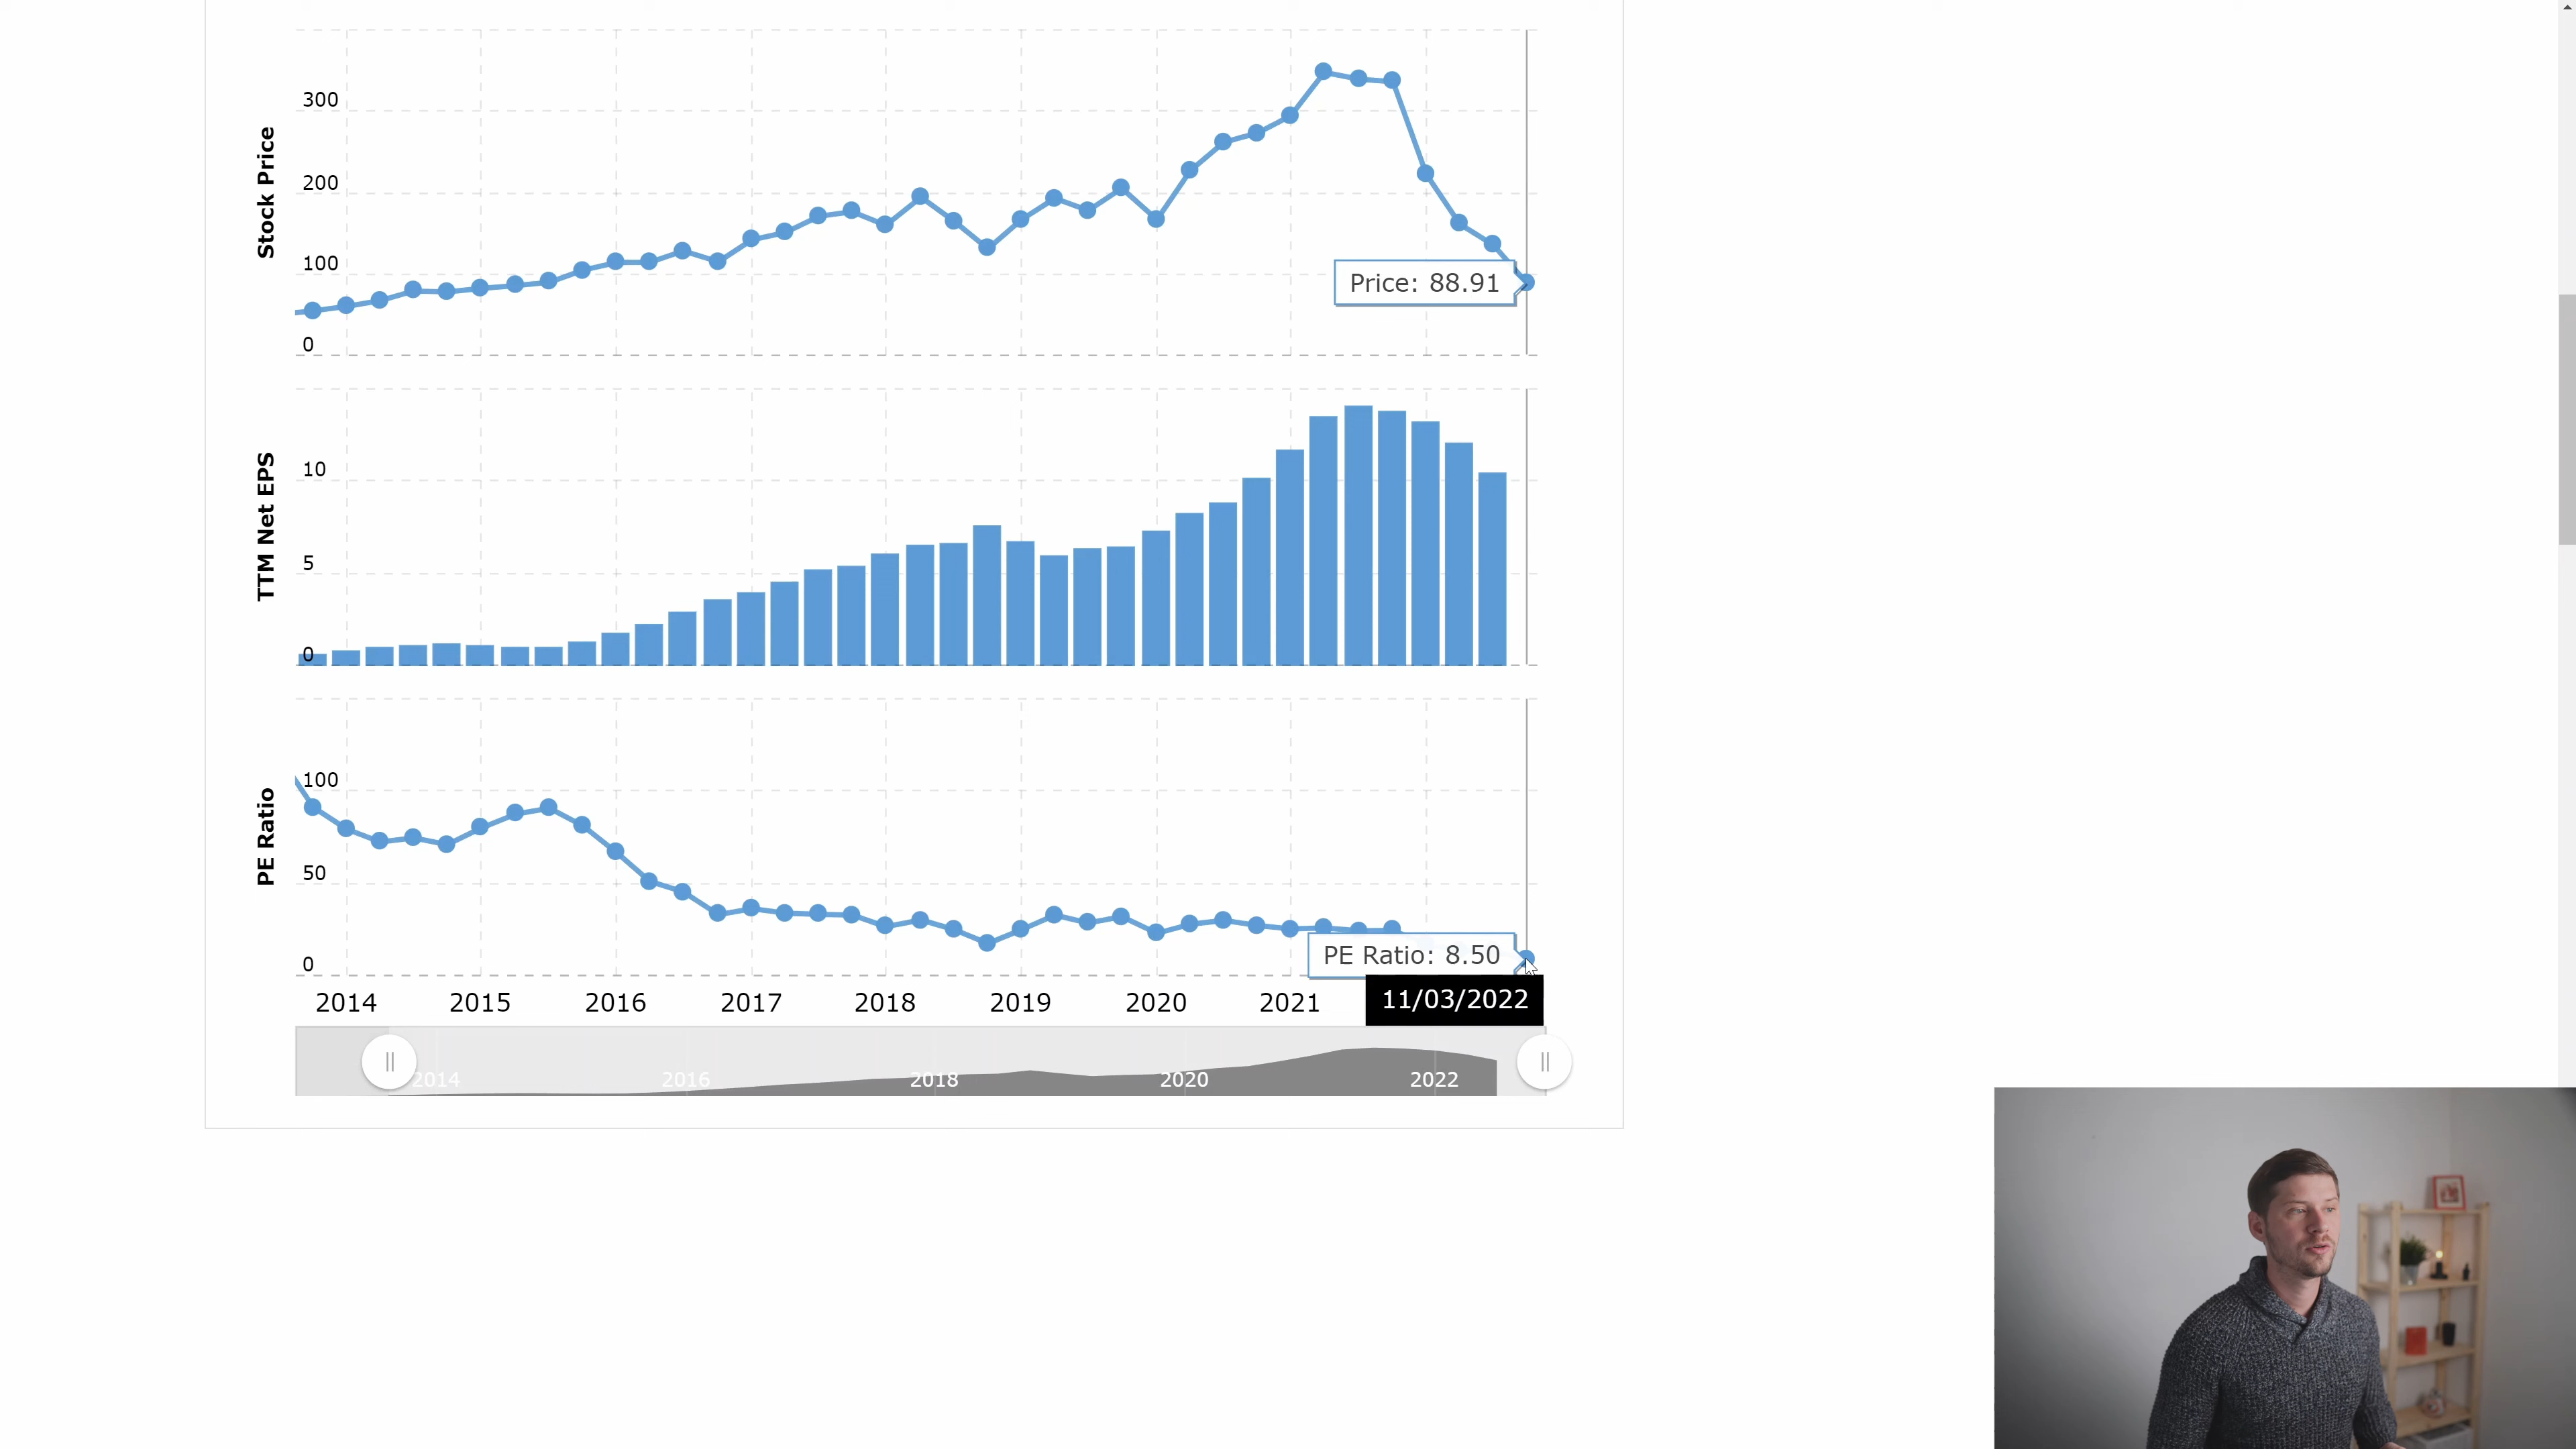 Stock Price
300
200
100
0
Price: 88.91
TTM Net EPS
10
5
0
PE Ratio
100
50
0
PE Ratio: 8.50
2014 2015 2016 2017 2018 2019 2020 2021 11/03/2022
2014 2016 2018 2020 2022